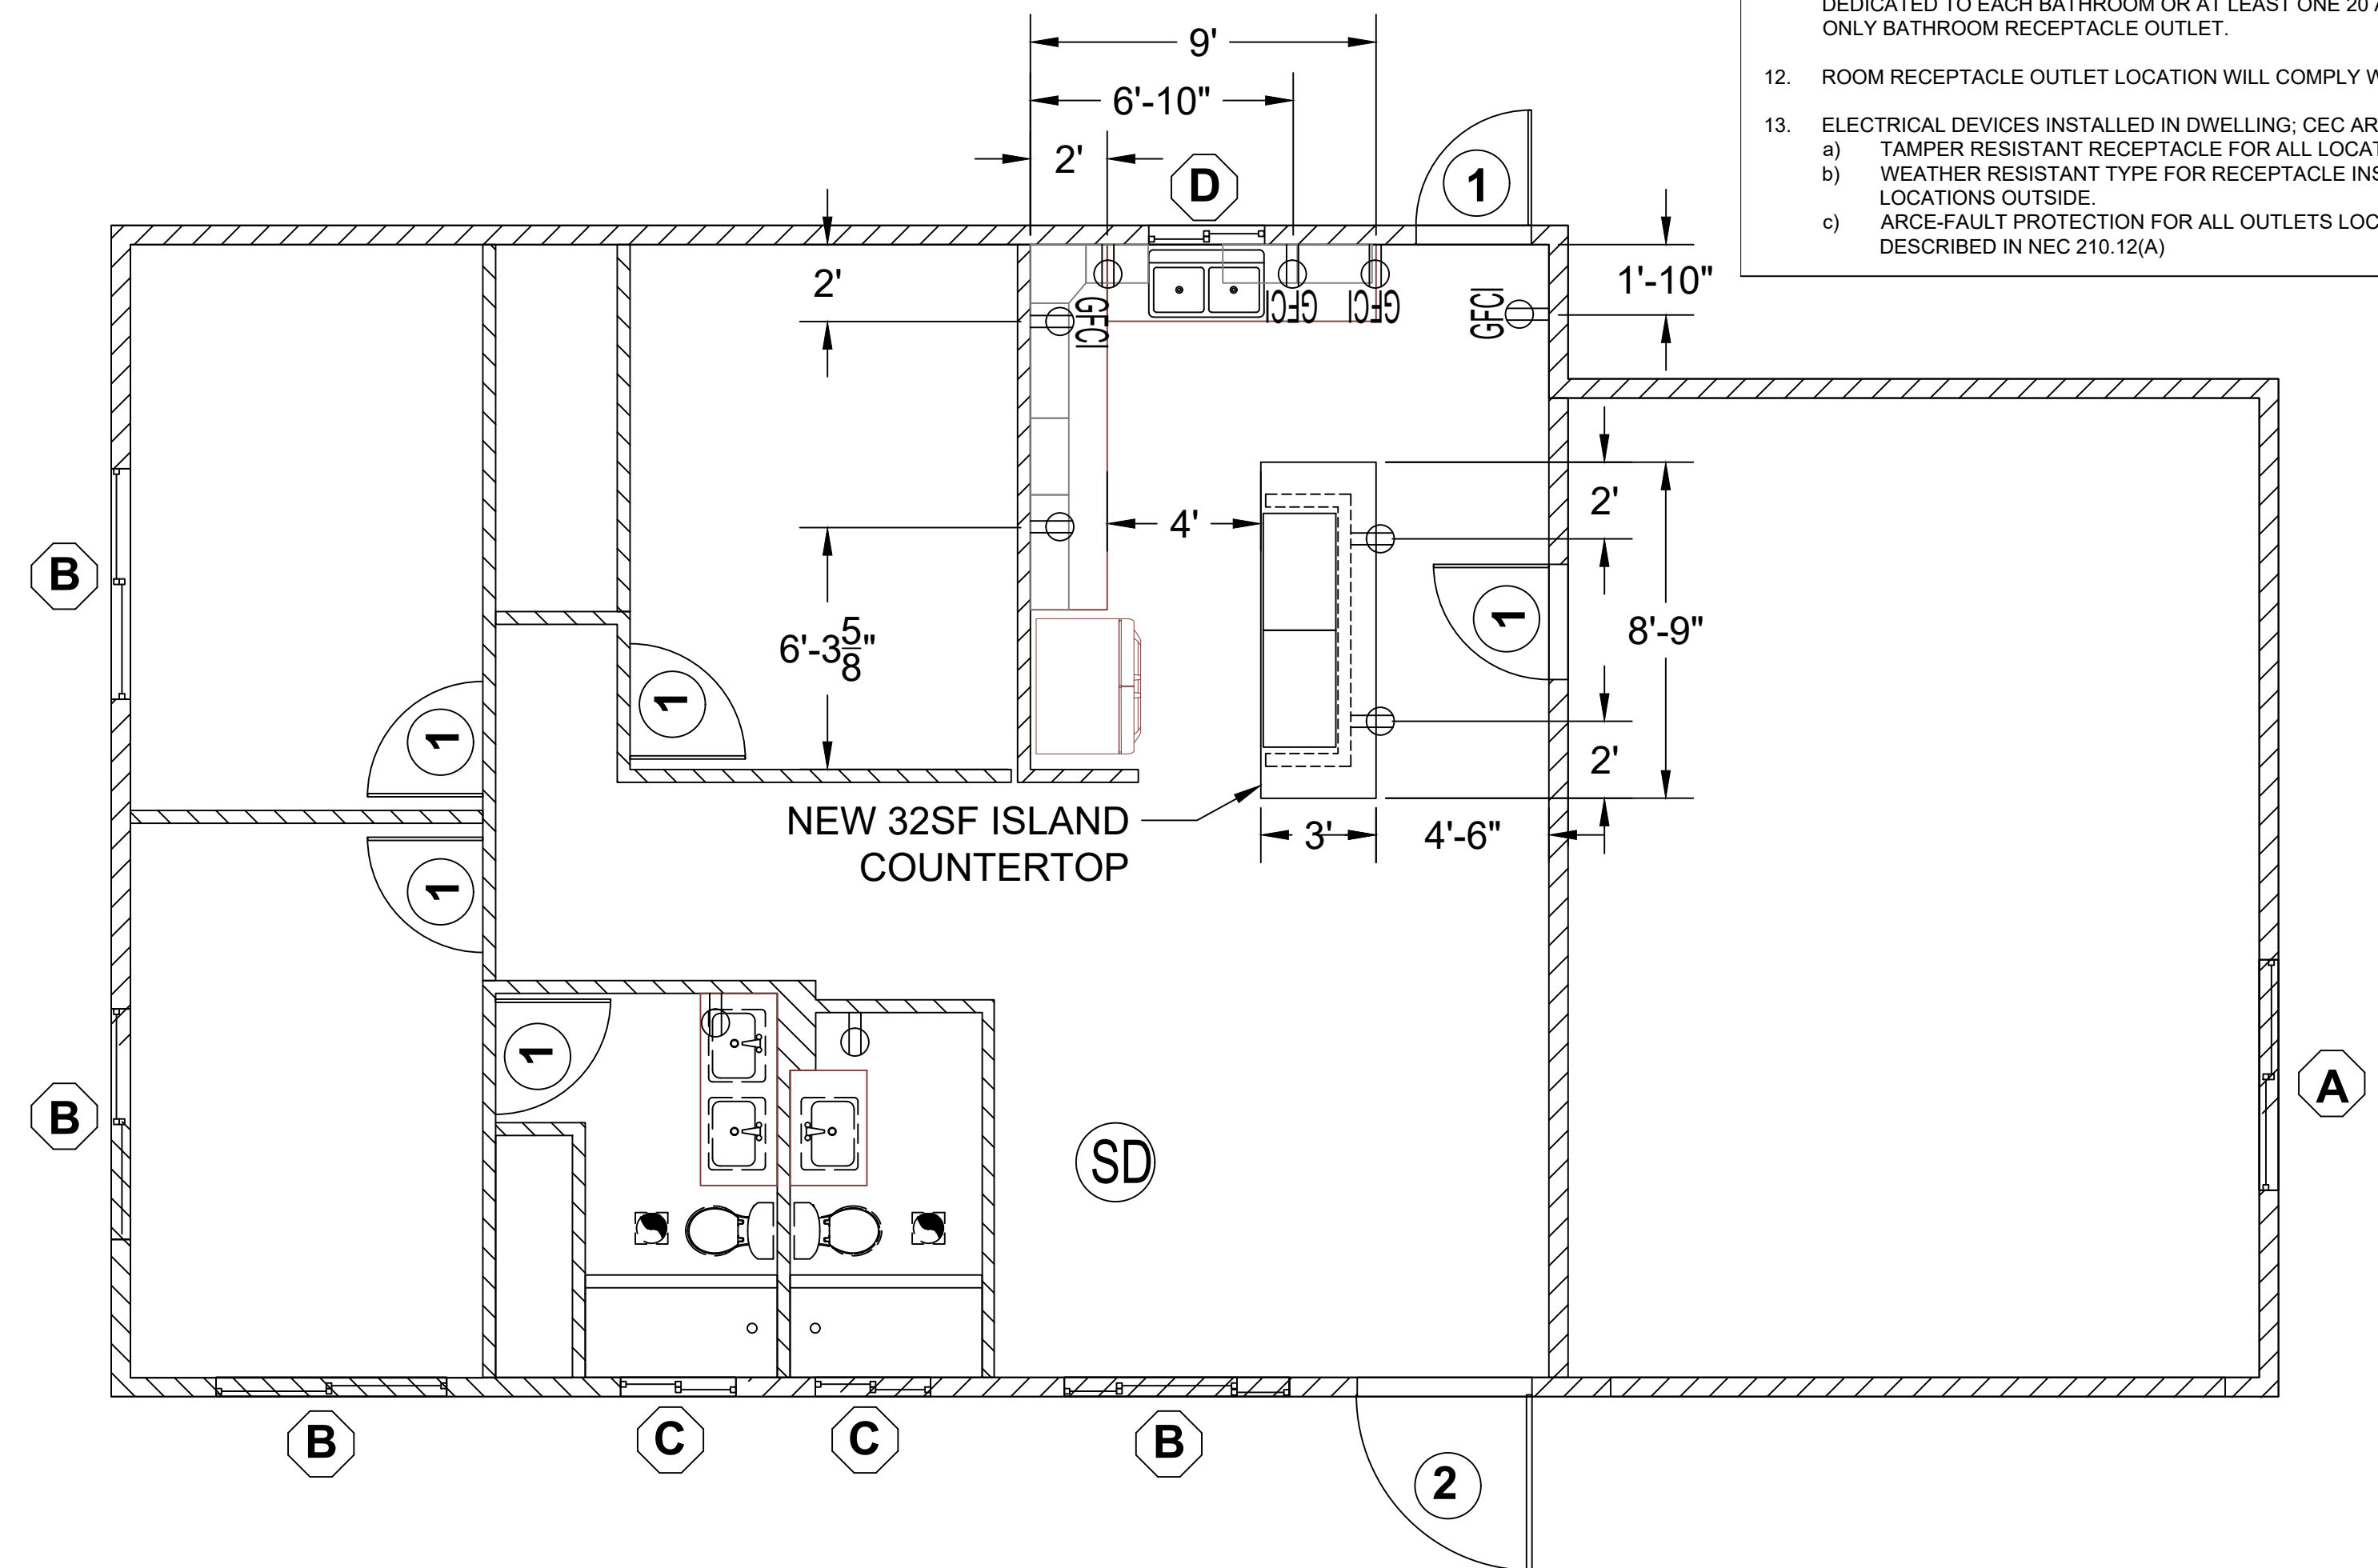 DEDICATED TO EACH BATHROOM OR AT LEAST ONE 20 A
ONLY BATHROOM RECEPTACLE OUTLET.
12. ROOM RECEPTACLE OUTLET LOCATION WILL COMPLY W
13. ELECTRICAL DEVICES INSTALLED IN DWELLING; CEC AR
a) TAMPER RESISTANT RECEPTACLE FOR ALL LOCAT
b) WEATHER RESISTANT TYPE FOR RECEPTACLE INS
LOCATIONS OUTSIDE.
c) ARCE-FAULT PROTECTION FOR ALL OUTLETS LOC
DESCRIBED IN NEC 210.12(A)
9'
6'-10"
2'
D
1
2'
1'-10"
GFCI
GFCI
GFCI
GFCI
2'
4'
B
1
8'-9"
6'-3 5/8"
1
1
2'
NEW 32SF ISLAND
COUNTERTOP
3'
4'-6"
1
1
SD
B
A
B
C
C
B
2